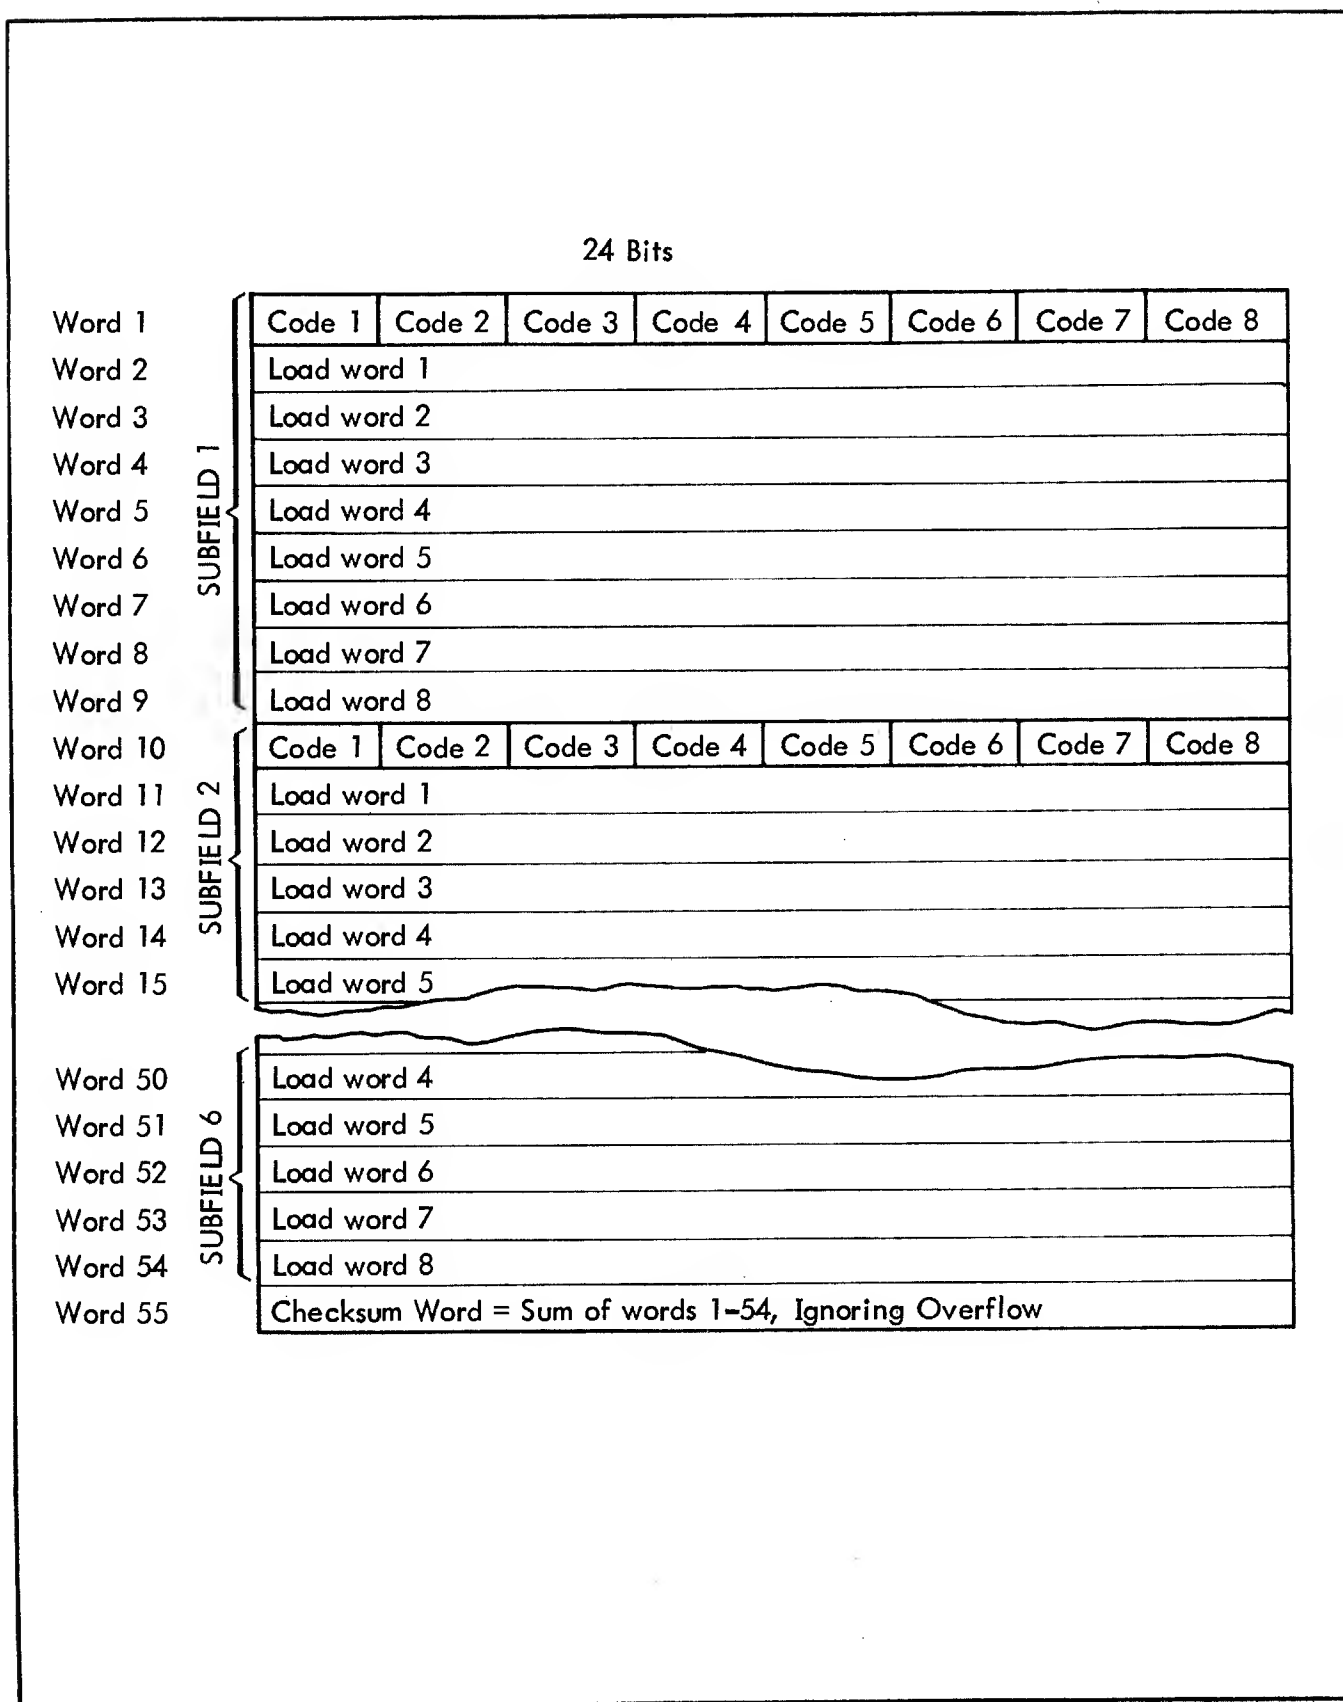 24 Bits
Word 1 Code 1 Code 2 Code 3 Code 4 Code 5 Code 6 Code 7 Code 8
Word 2 Load word 1
Word 3 Load word 2
Word 4 Load word 3
Word 5 Load word 4
Word 6 Load word 5
Word 7 Load word 6
Word 8 Load word 7
Word 9 Load word 8
SUBFIELD 1
Word 10 Code 1 Code 2 Code 3 Code 4 Code 5 Code 6 Code 7 Code 8
Word 11 Load word 1
Word 12 Load word 2
Word 13 Load word 3
Word 14 Load word 4
Word 15 Load word 5
SUBFIELD 2
Word 50 Load word 4
Word 51 Load word 5
Word 52 Load word 6
Word 53 Load word 7
Word 54 Load word 8
SUBFIELD 6
Word 55 Checksum Word = Sum of words 1-54, Ignoring Overflow